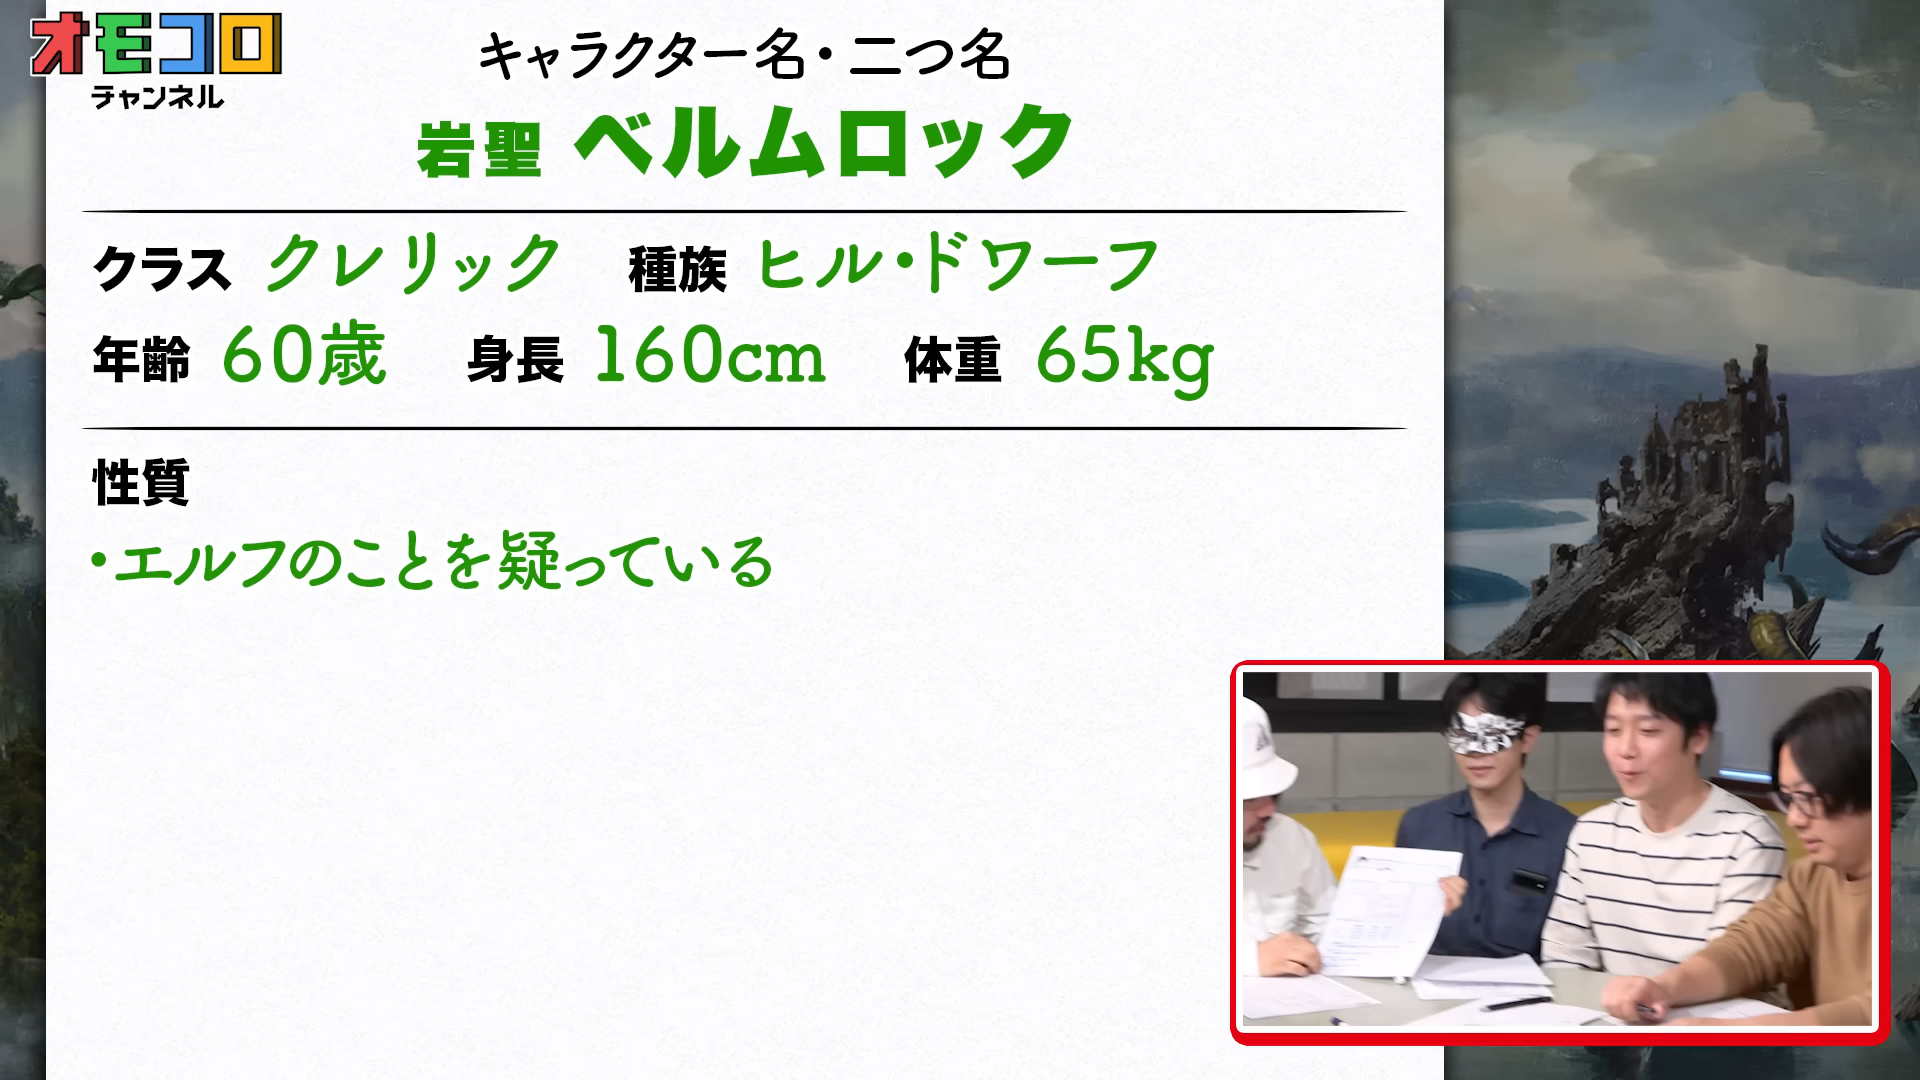 オモコロ
チャンネル
キャラクター名・二つ名
岩聖 ベルムロック
クラス クレリック 種族 ヒル・ドワーフ
年齢 60歳 身長 160cm 体重 65kg
性質
・エルフのことを疑っている